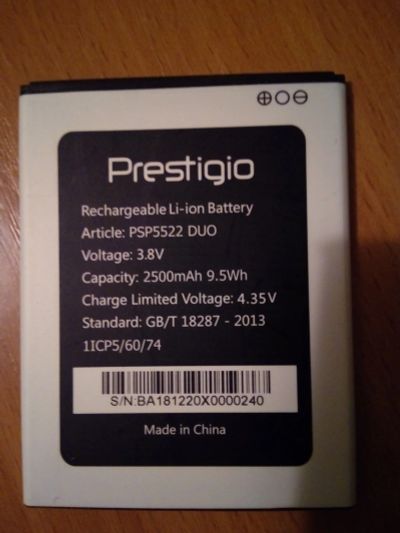 ⊕○⊖
Prestigio
Rechargeable Li-ion Battery
Article: PSP5522 DUO
Voltage: 3.8V
Capacity: 2500mAh 9.5Wh
Charge Limited Voltage: 4.35V
Standard: GB/T 18287 - 2013
1ICP5/60/74
S/N:BA181220X0000240
Made in China